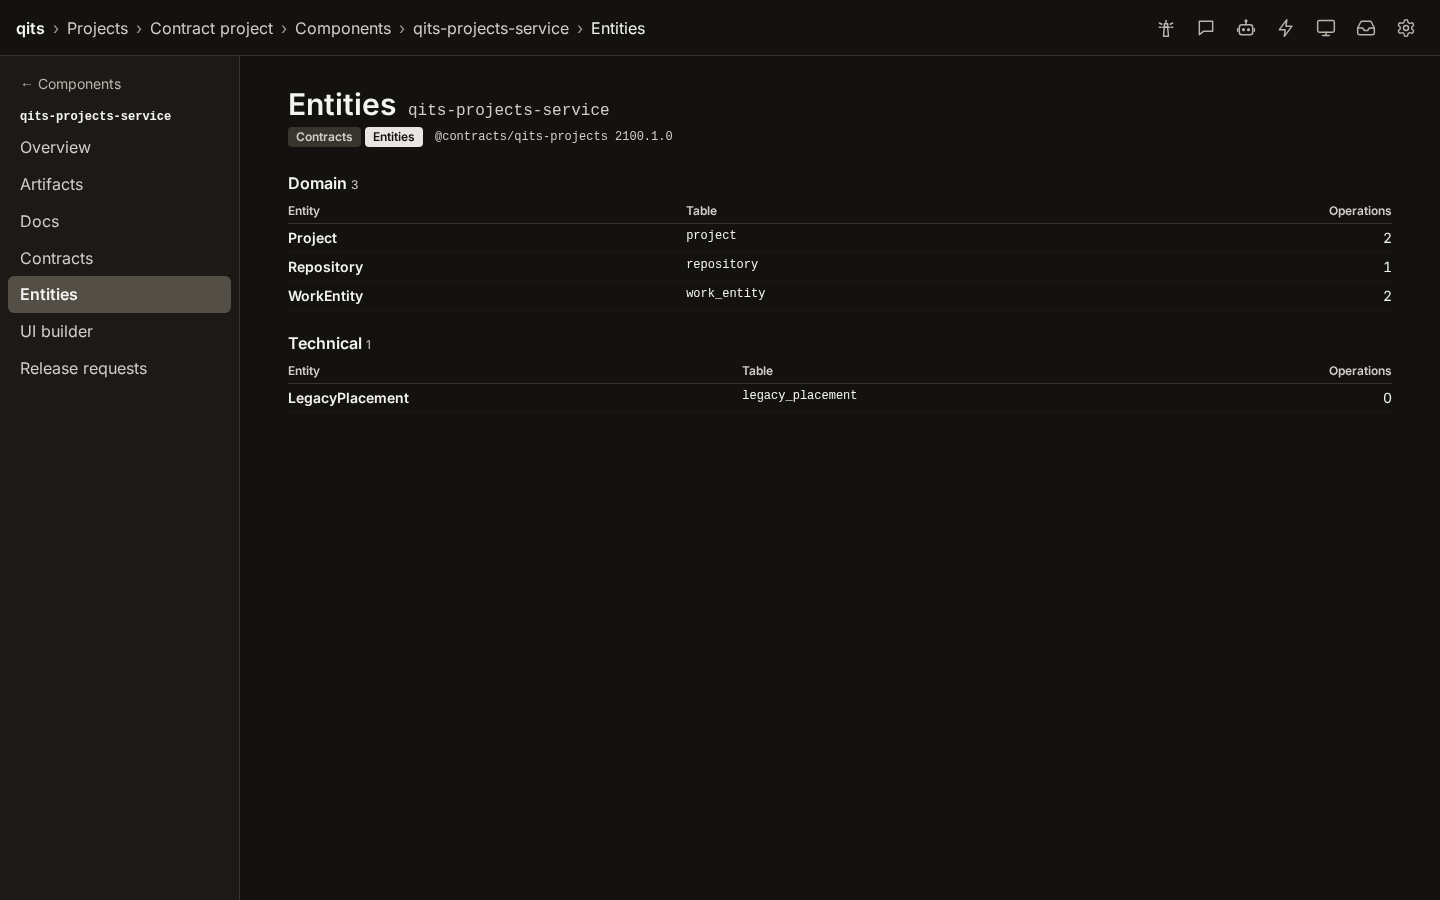 qits › Projects › Contract project › Components › qits-projects-service › Entities
← Components
qits-projects-service
Overview
Artifacts
Docs
Contracts
Entities
UI builder
Release requests
Entities qits-projects-service
Contracts Entities @contracts/qits-projects 2100.1.0
Domain 3
Entity Table Operations
Project project 2
Repository repository 1
WorkEntity work_entity 2
Technical 1
Entity Table Operations
LegacyPlacement legacy_placement 0